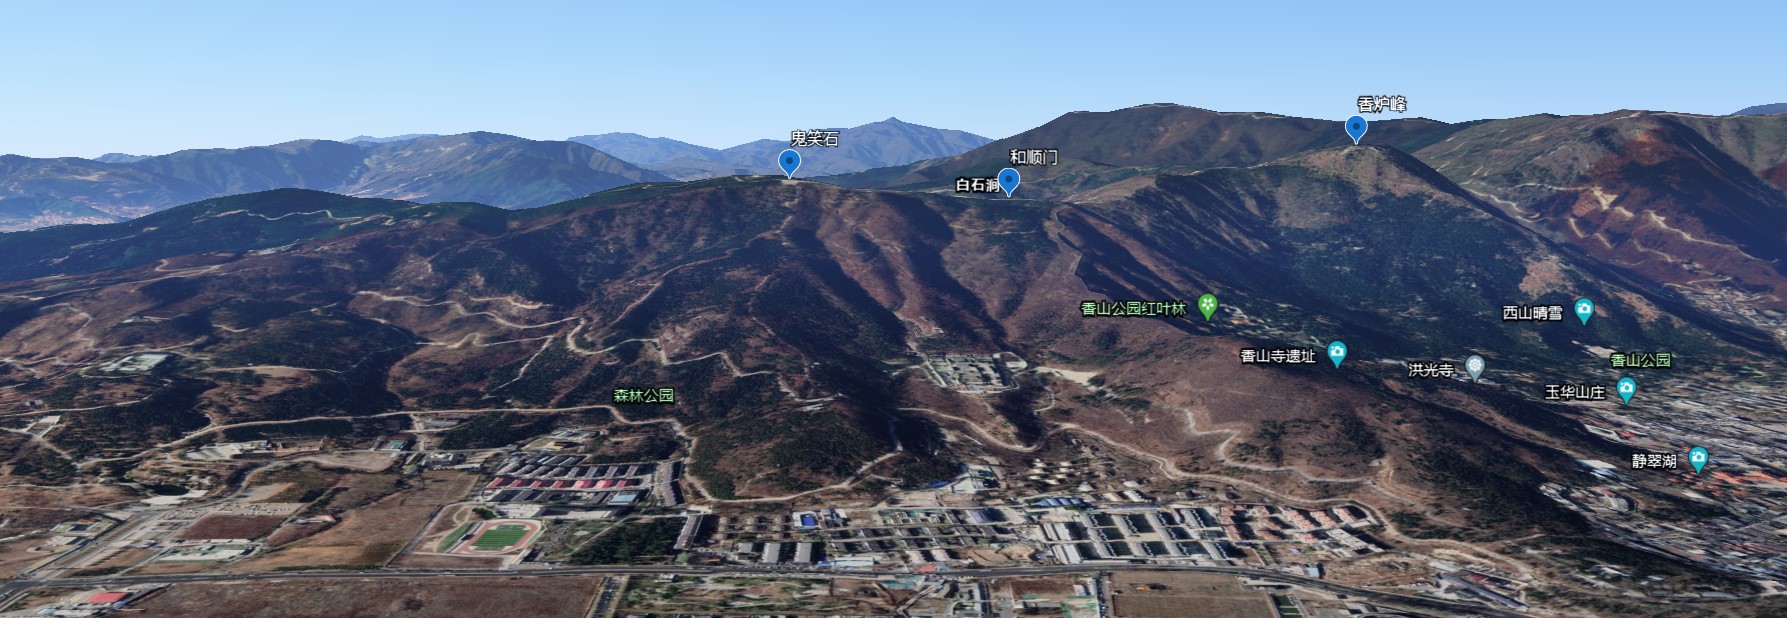 香炉峰
鬼笑石
和顺门
白石涧
香山公园红叶林
西山晴雪
香山寺遗址
香山公园
洪光寺
玉华山庄
森林公园
静翠湖